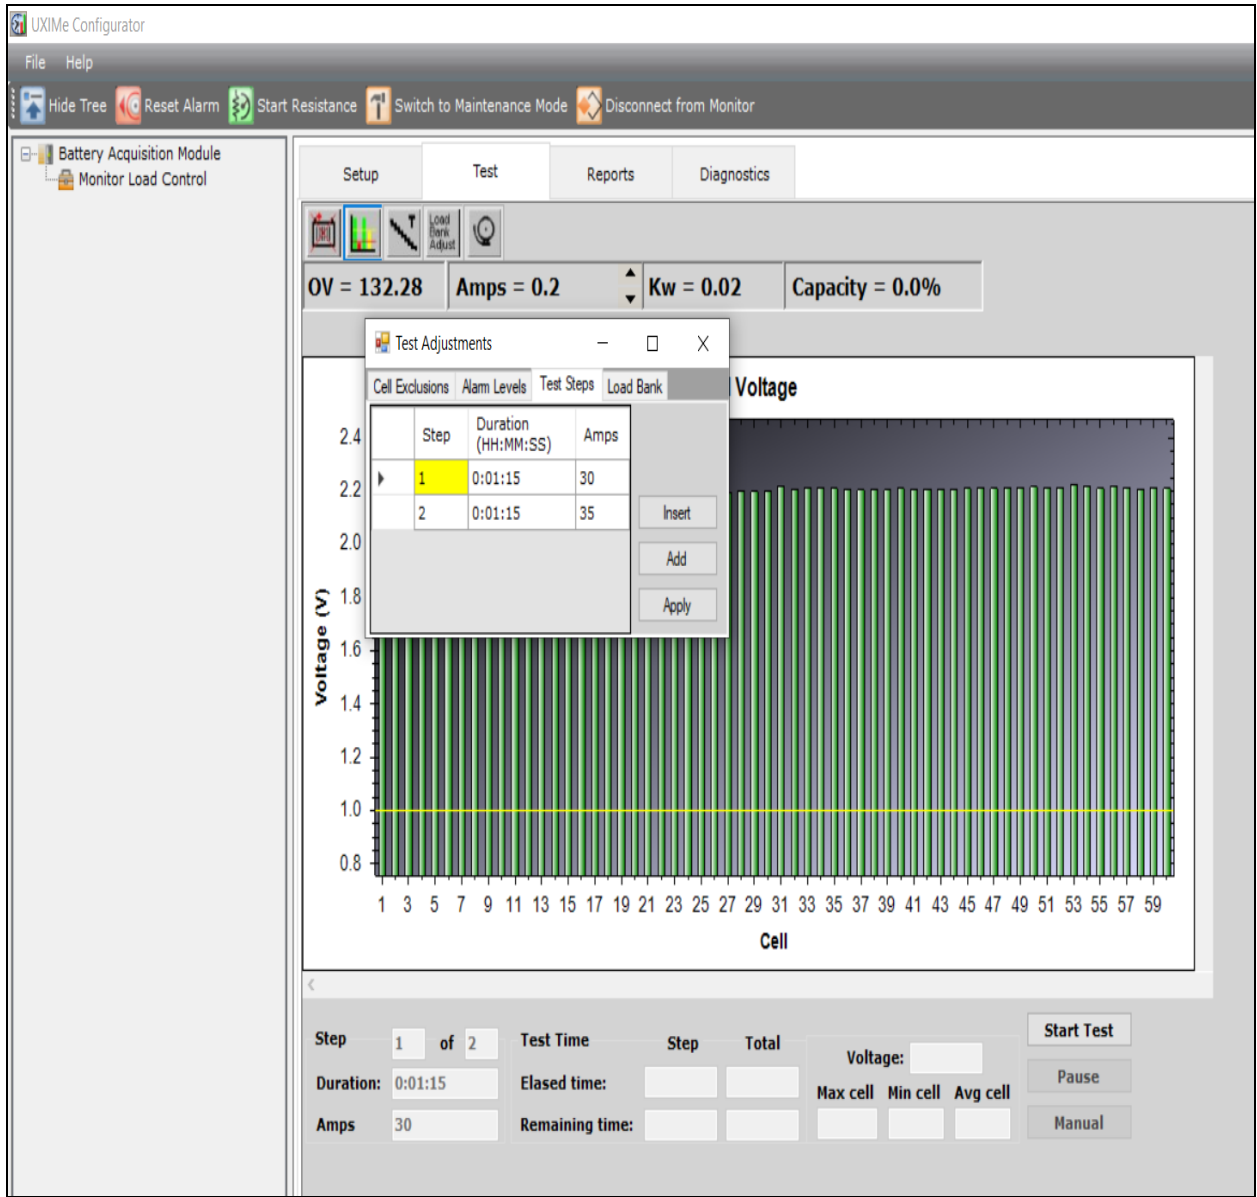 UXIMe Configurator
File Help
Hide Tree Reset Alarm Start Resistance Switch to Maintenance Mode Disconnect from Monitor
Battery Acquisition Module
Monitor Load Control
Setup Test Reports Diagnostics
Load Bank Adjust
OV = 132.28 Amps = 0.2 Kw = 0.02 Capacity = 0.0%
Test Adjustments
Cell Exclusions Alarm Levels Test Steps Load Bank
Step Duration (HH:MM:SS) Amps
1 0:01:15 30
2 0:01:15 35
Insert
Add
Apply
Voltage
2.4
2.2
2.0
1.8
1.6
1.4
1.2
1.0
0.8
Voltage (V)
1 3 5 7 9 11 13 15 17 19 21 23 25 27 29 31 33 35 37 39 41 43 45 47 49 51 53 55 57 59
Cell
Step 1 of 2
Duration: 0:01:15
Amps 30
Test Time Step Total
Elased time:
Remaining time:
Voltage:
Max cell Min cell Avg cell
Start Test
Pause
Manual